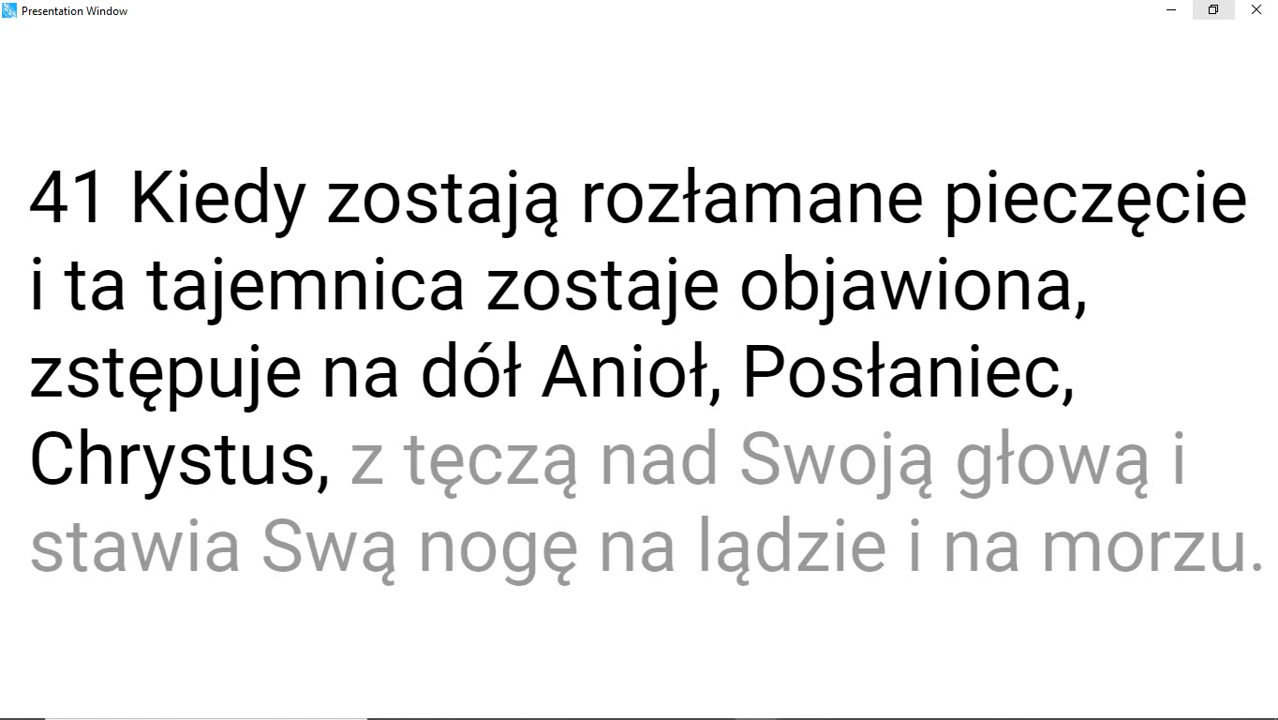 Presentation Window
41 Kiedy zostają rozłamane pieczęcie
i ta tajemnica zostaje objawiona,
zstępuje na dół Anioł, Posłaniec,
Chrystus, z tęczą nad Swoją głową i
stawia Swą nogę na lądzie i na morzu.